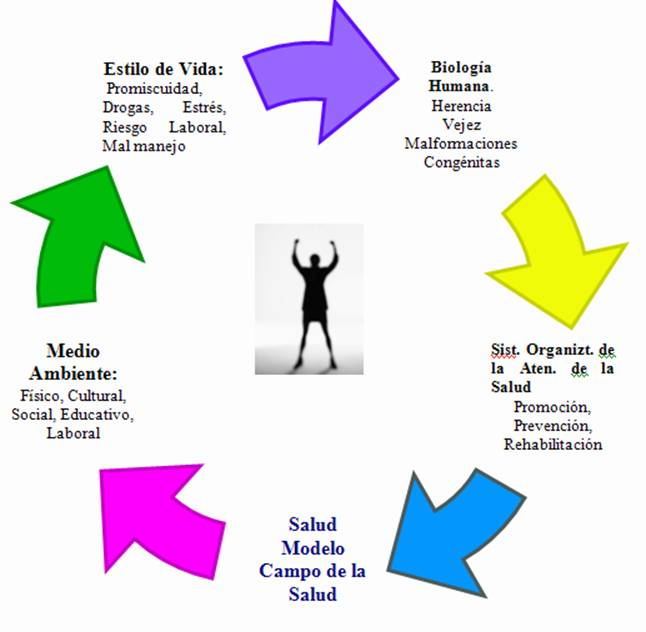 Estilo de Vida:
Promiscuidad,
Drogas, Estrés,
Riesgo Laboral,
Mal manejo
Biología
Humana.
Herencia
Vejez
Malformaciones
Congénitas
Sist. Organizt. de
la Aten. de la
Salud
Promoción,
Prevención,
Rehabilitación
Salud
Modelo
Campo de la
Salud
Medio
Ambiente:
Físico, Cultural,
Social, Educativo,
Laboral